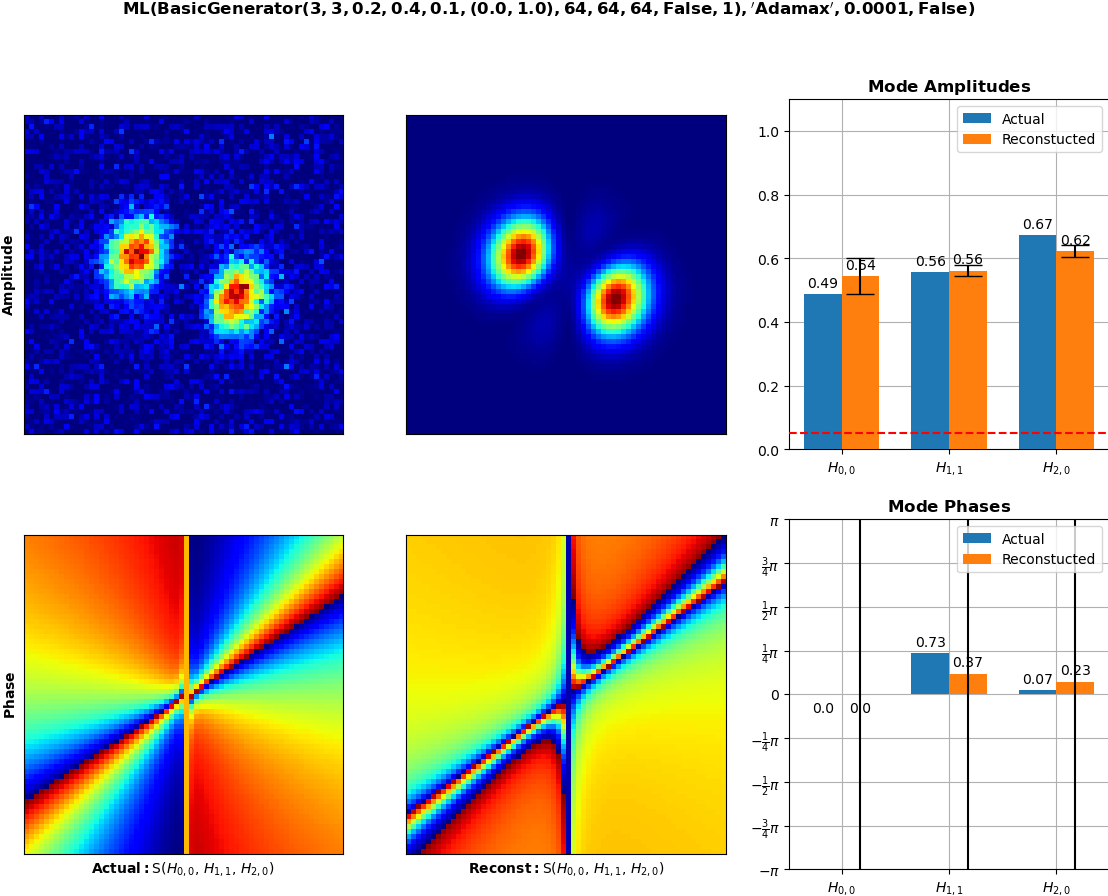 ML(BasicGenerator(3, 3, 0.2, 0.4, 0.1, (0.0, 1.0), 64, 64, 64, False, 1), 'Adamax', 0.0001, False)
Mode Amplitudes
Actual
Reconstucted
1.0
0.8
0.6
0.4
0.2
0.0
0.49
0.54
0.56
0.56
0.67
0.62
H0,0
H1,1
H2,0
Amplitude
Mode Phases
Actual
Reconstucted
π
3/4π
1/2π
1/4π
0
−1/4π
−1/2π
−3/4π
−π
0.0
0.0
0.73
0.37
0.07
0.23
H0,0
H1,1
H2,0
Phase
Actual: S(H0,0, H1,1, H2,0)
Reconst: S(H0,0, H1,1, H2,0)